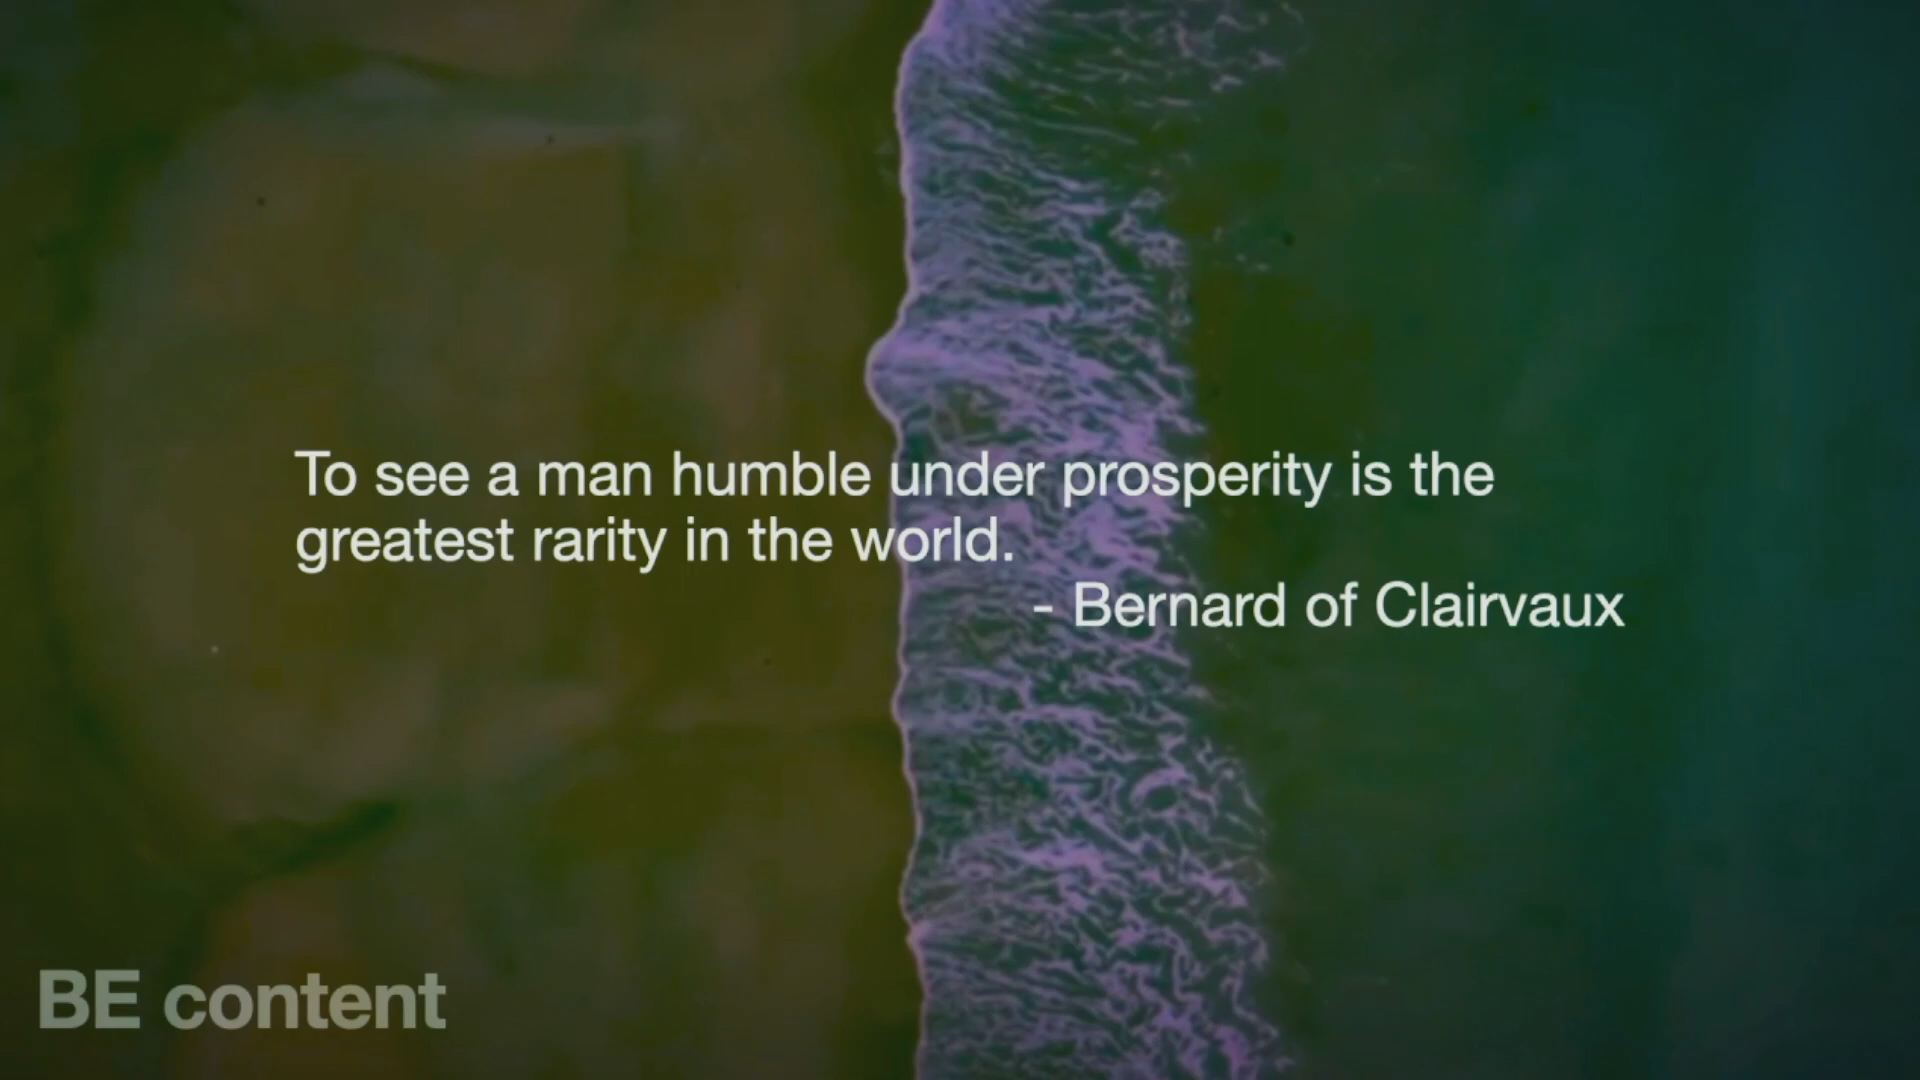 To see a man humble under prosperity is the
greatest rarity in the world.
- Bernard of Clairvaux
BE content